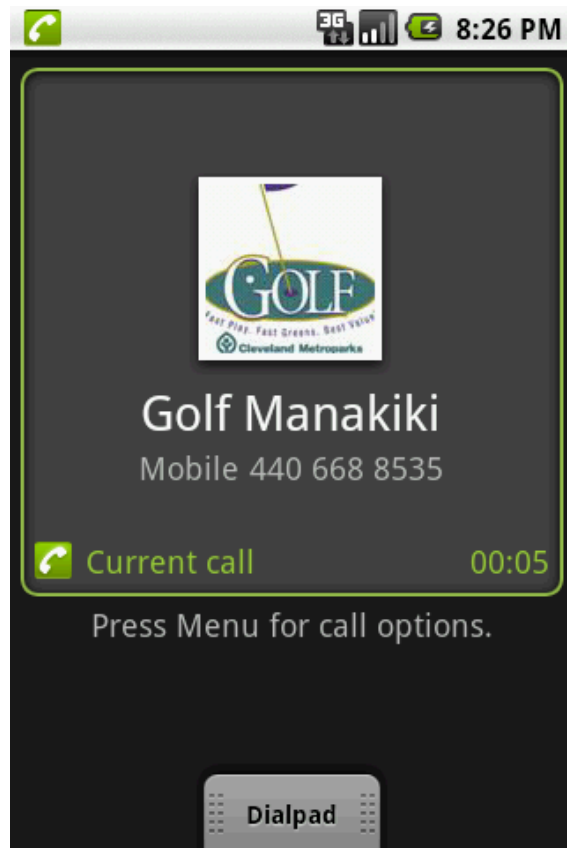 3G 8:26 PM
GOLF
Fast Play. Fast Greens. Best Value
Cleveland Metroparks
Golf Manakiki
Mobile 440 668 8535
Current call 00:05
Press Menu for call options.
Dialpad